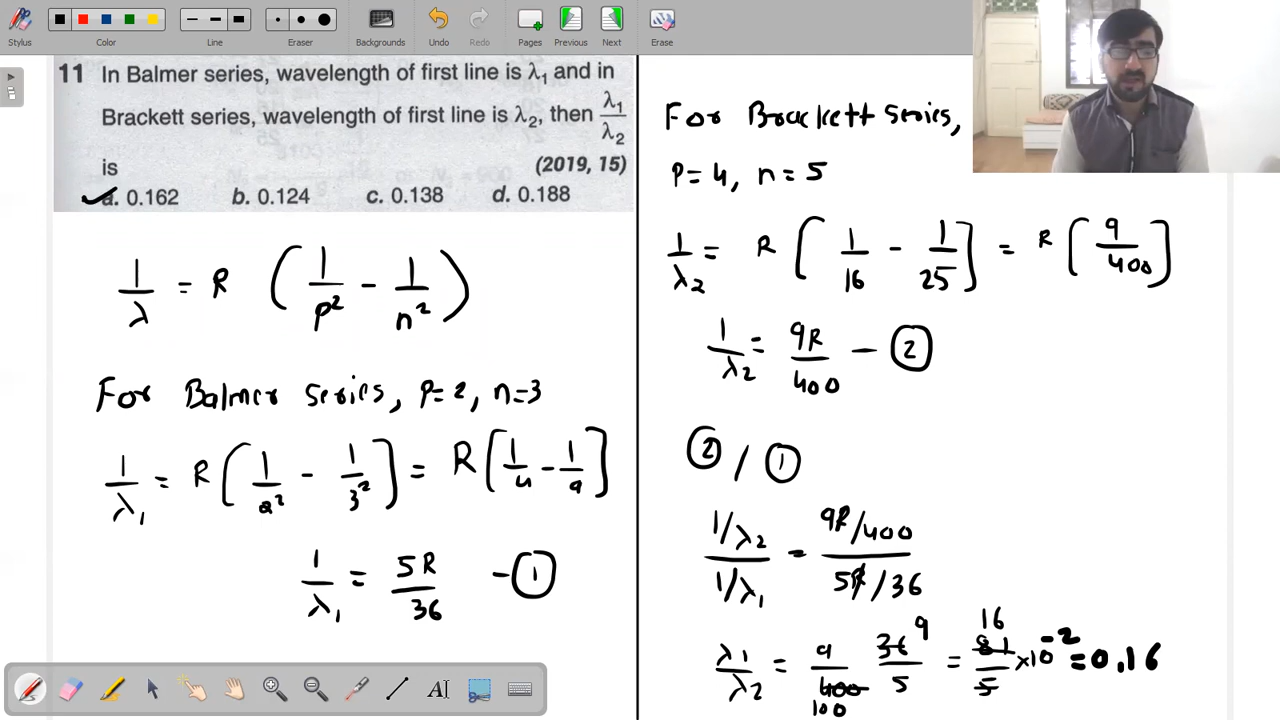 Stylus
Color
Line
Eraser
Backgrounds
Undo
Redo
Pages
Previous
Next
Erase
11 In Balmer series, wavelength of first line is λ₁ and in
Brackett series, wavelength of first line is λ₂, then λ₁/λ₂
is (2019, 15)
a. 0.162 b. 0.124 c. 0.138 d. 0.188
1/λ = R (1/p² - 1/n²)
For Balmer series, P=2, n=3
1/λ₁ = R [1/2² - 1/3²] = R [1/4 - 1/9]
1/λ₁ = 5R/36 - ①
For Brackett series,
P=4, n=5
1/λ₂ = R [1/16 - 1/25] = R [9/400]
1/λ₂ = 9R/400 - ②
② / ①
1/λ₂ / 1/λ₁ = 9R/400 / 5R/36
λ₁/λ₂ = 9/400 100 36/5 9 = 81/5 16 ×10⁻² = 0.16